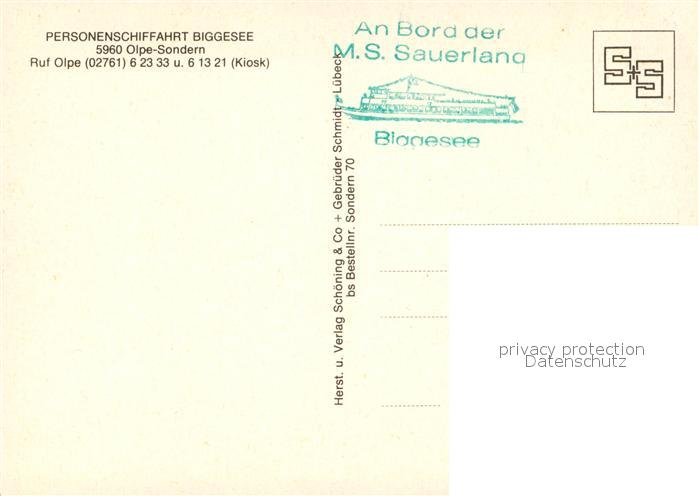 PERSONENSCHIFFAHRT BIGGESEE
5960 Olpe-Sondern
Ruf Olpe (02761) 6 23 33 u. 6 13 21 (Kiosk)
Herst. u. Verlag Schöning & Co + Gebrüder Schmidt, Lübeck
bs Bestellnr. Sondern 70
An Bord der
M.S. Sauerland
Biggesee
S+S
privacy protection
Datenschutz